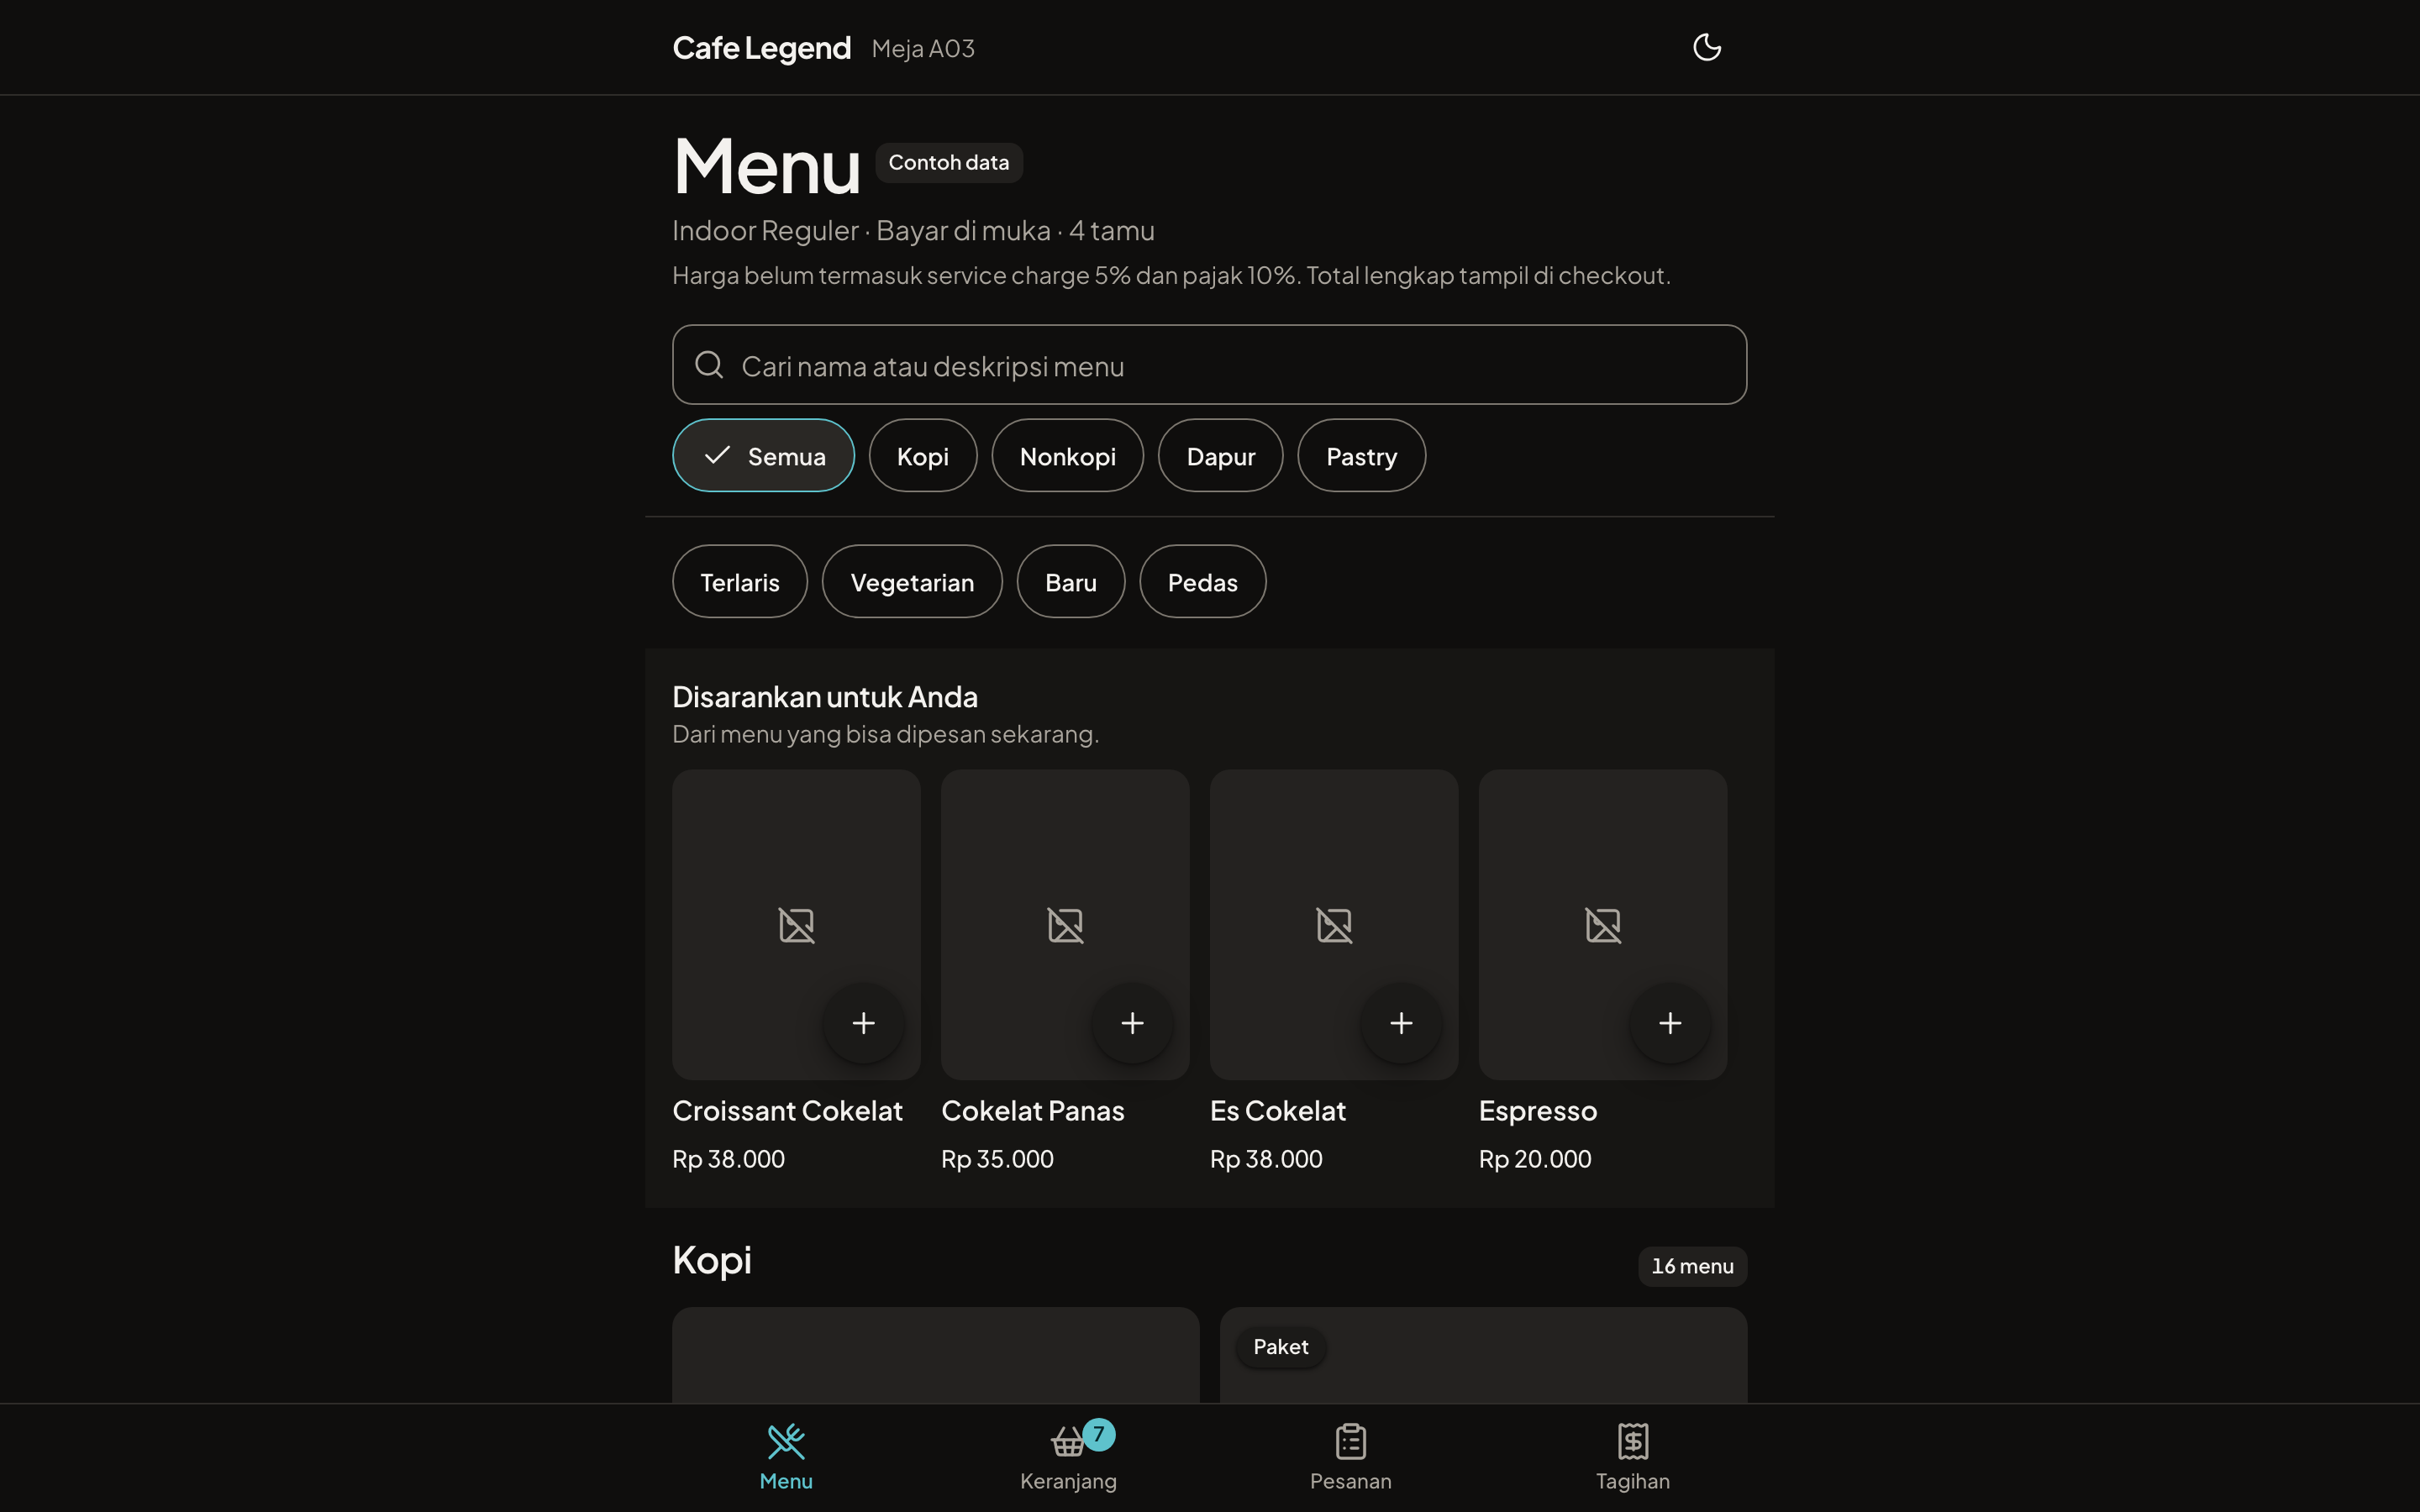 Cafe Legend Meja A03
Menu Contoh data
Indoor Reguler · Bayar di muka · 4 tamu
Harga belum termasuk service charge 5% dan pajak 10%. Total lengkap tampil di checkout.
Cari nama atau deskripsi menu
Semua Kopi Nonkopi Dapur Pastry
Terlaris Vegetarian Baru Pedas
Disarankan untuk Anda
Dari menu yang bisa dipesan sekarang.
Croissant Cokelat Cokelat Panas Es Cokelat Espresso
Rp 38.000 Rp 35.000 Rp 38.000 Rp 20.000
Kopi 16 menu
Paket
7
Menu Keranjang Pesanan Tagihan